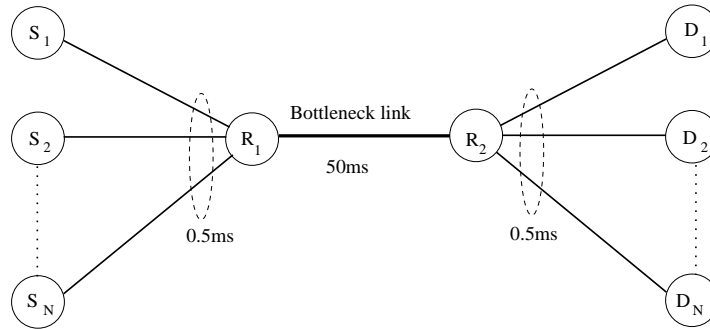 S1
D1
Bottleneck link
S2
R1
R2
D2
50ms
0.5ms
0.5ms
SN
DN